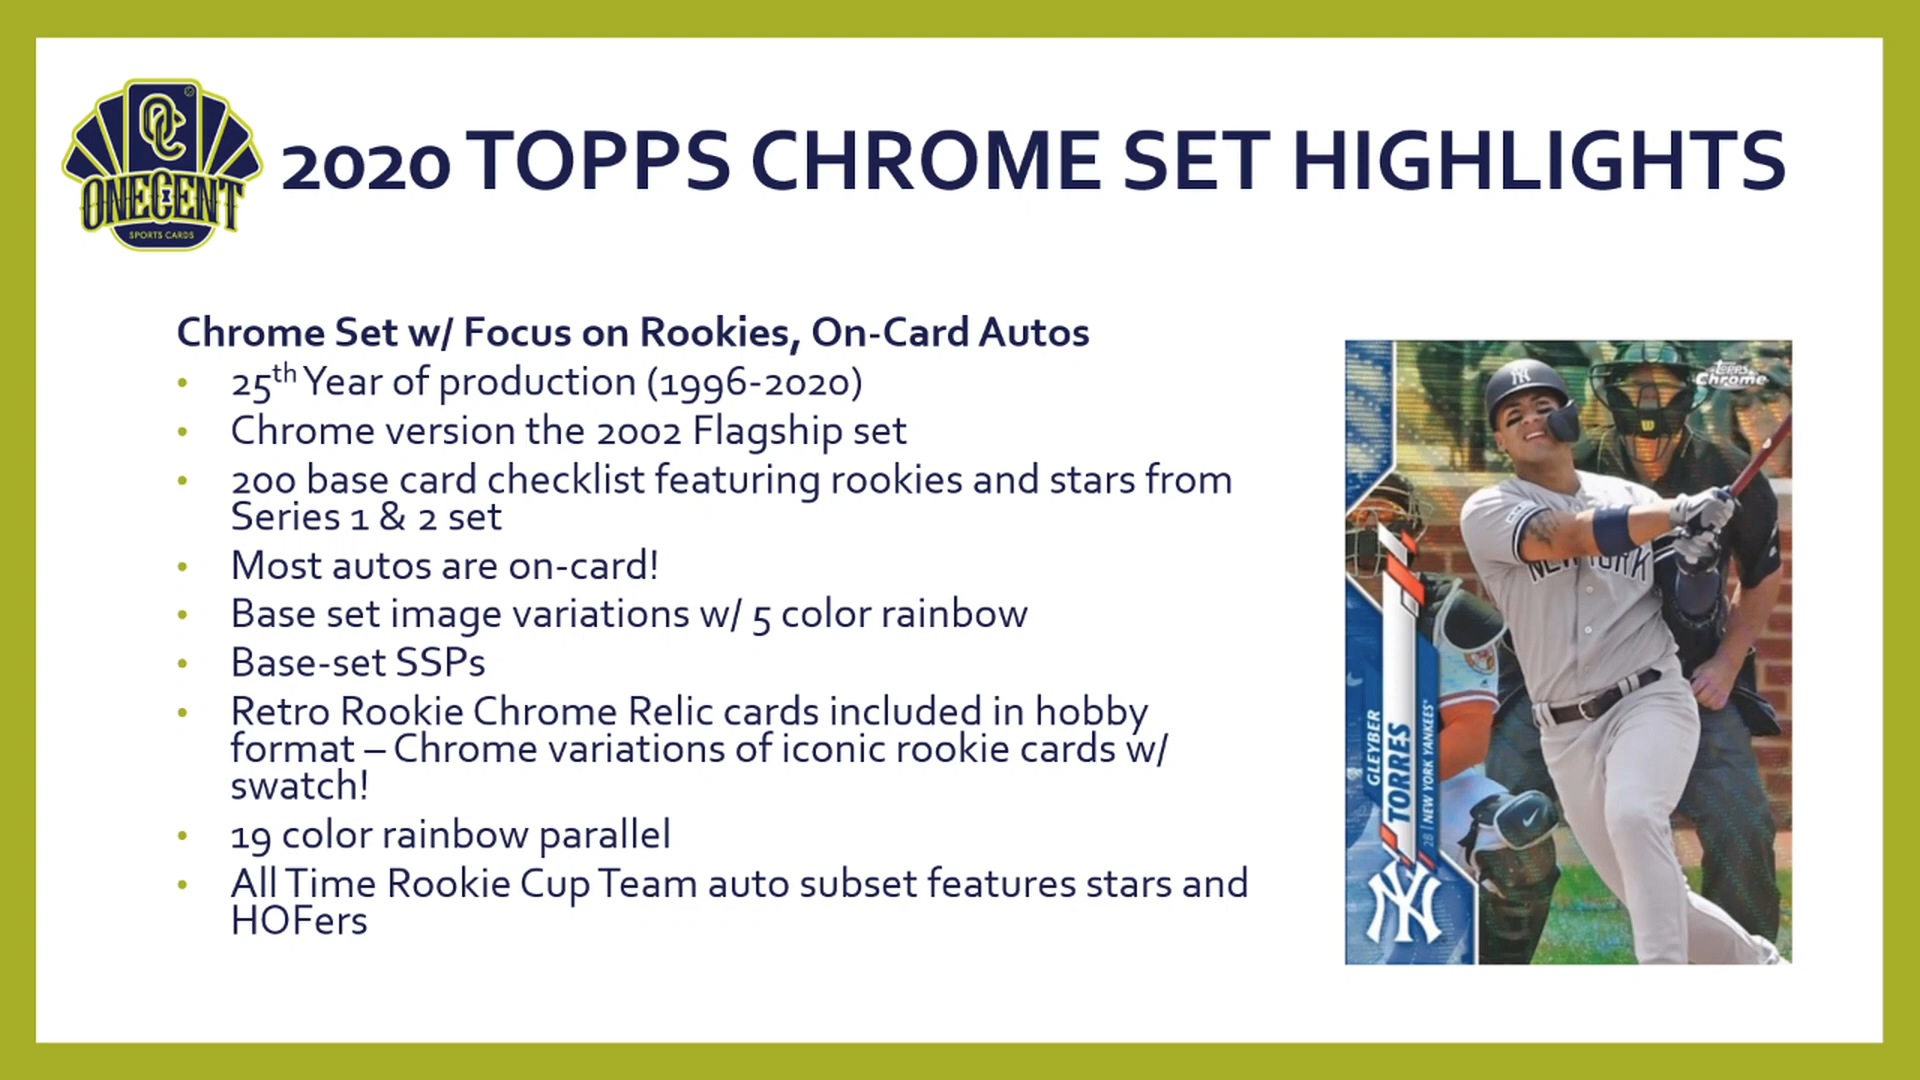 OC
ONECENT
SPORTS CARDS
2020 TOPPS CHROME SET HIGHLIGHTS
Chrome Set w/ Focus on Rookies, On-Card Autos
• 25th Year of production (1996-2020)
• Chrome version the 2002 Flagship set
• 200 base card checklist featuring rookies and stars from
Series 1 & 2 set
• Most autos are on-card!
• Base set image variations w/ 5 color rainbow
• Base-set SSPs
• Retro Rookie Chrome Relic cards included in hobby
format – Chrome variations of iconic rookie cards w/
swatch!
• 19 color rainbow parallel
• All Time Rookie Cup Team auto subset features stars and
HOFers
Topps
Chrome
NEW YORK
GLEYBER
TORRES
2B | NEW YORK YANKEES
NY